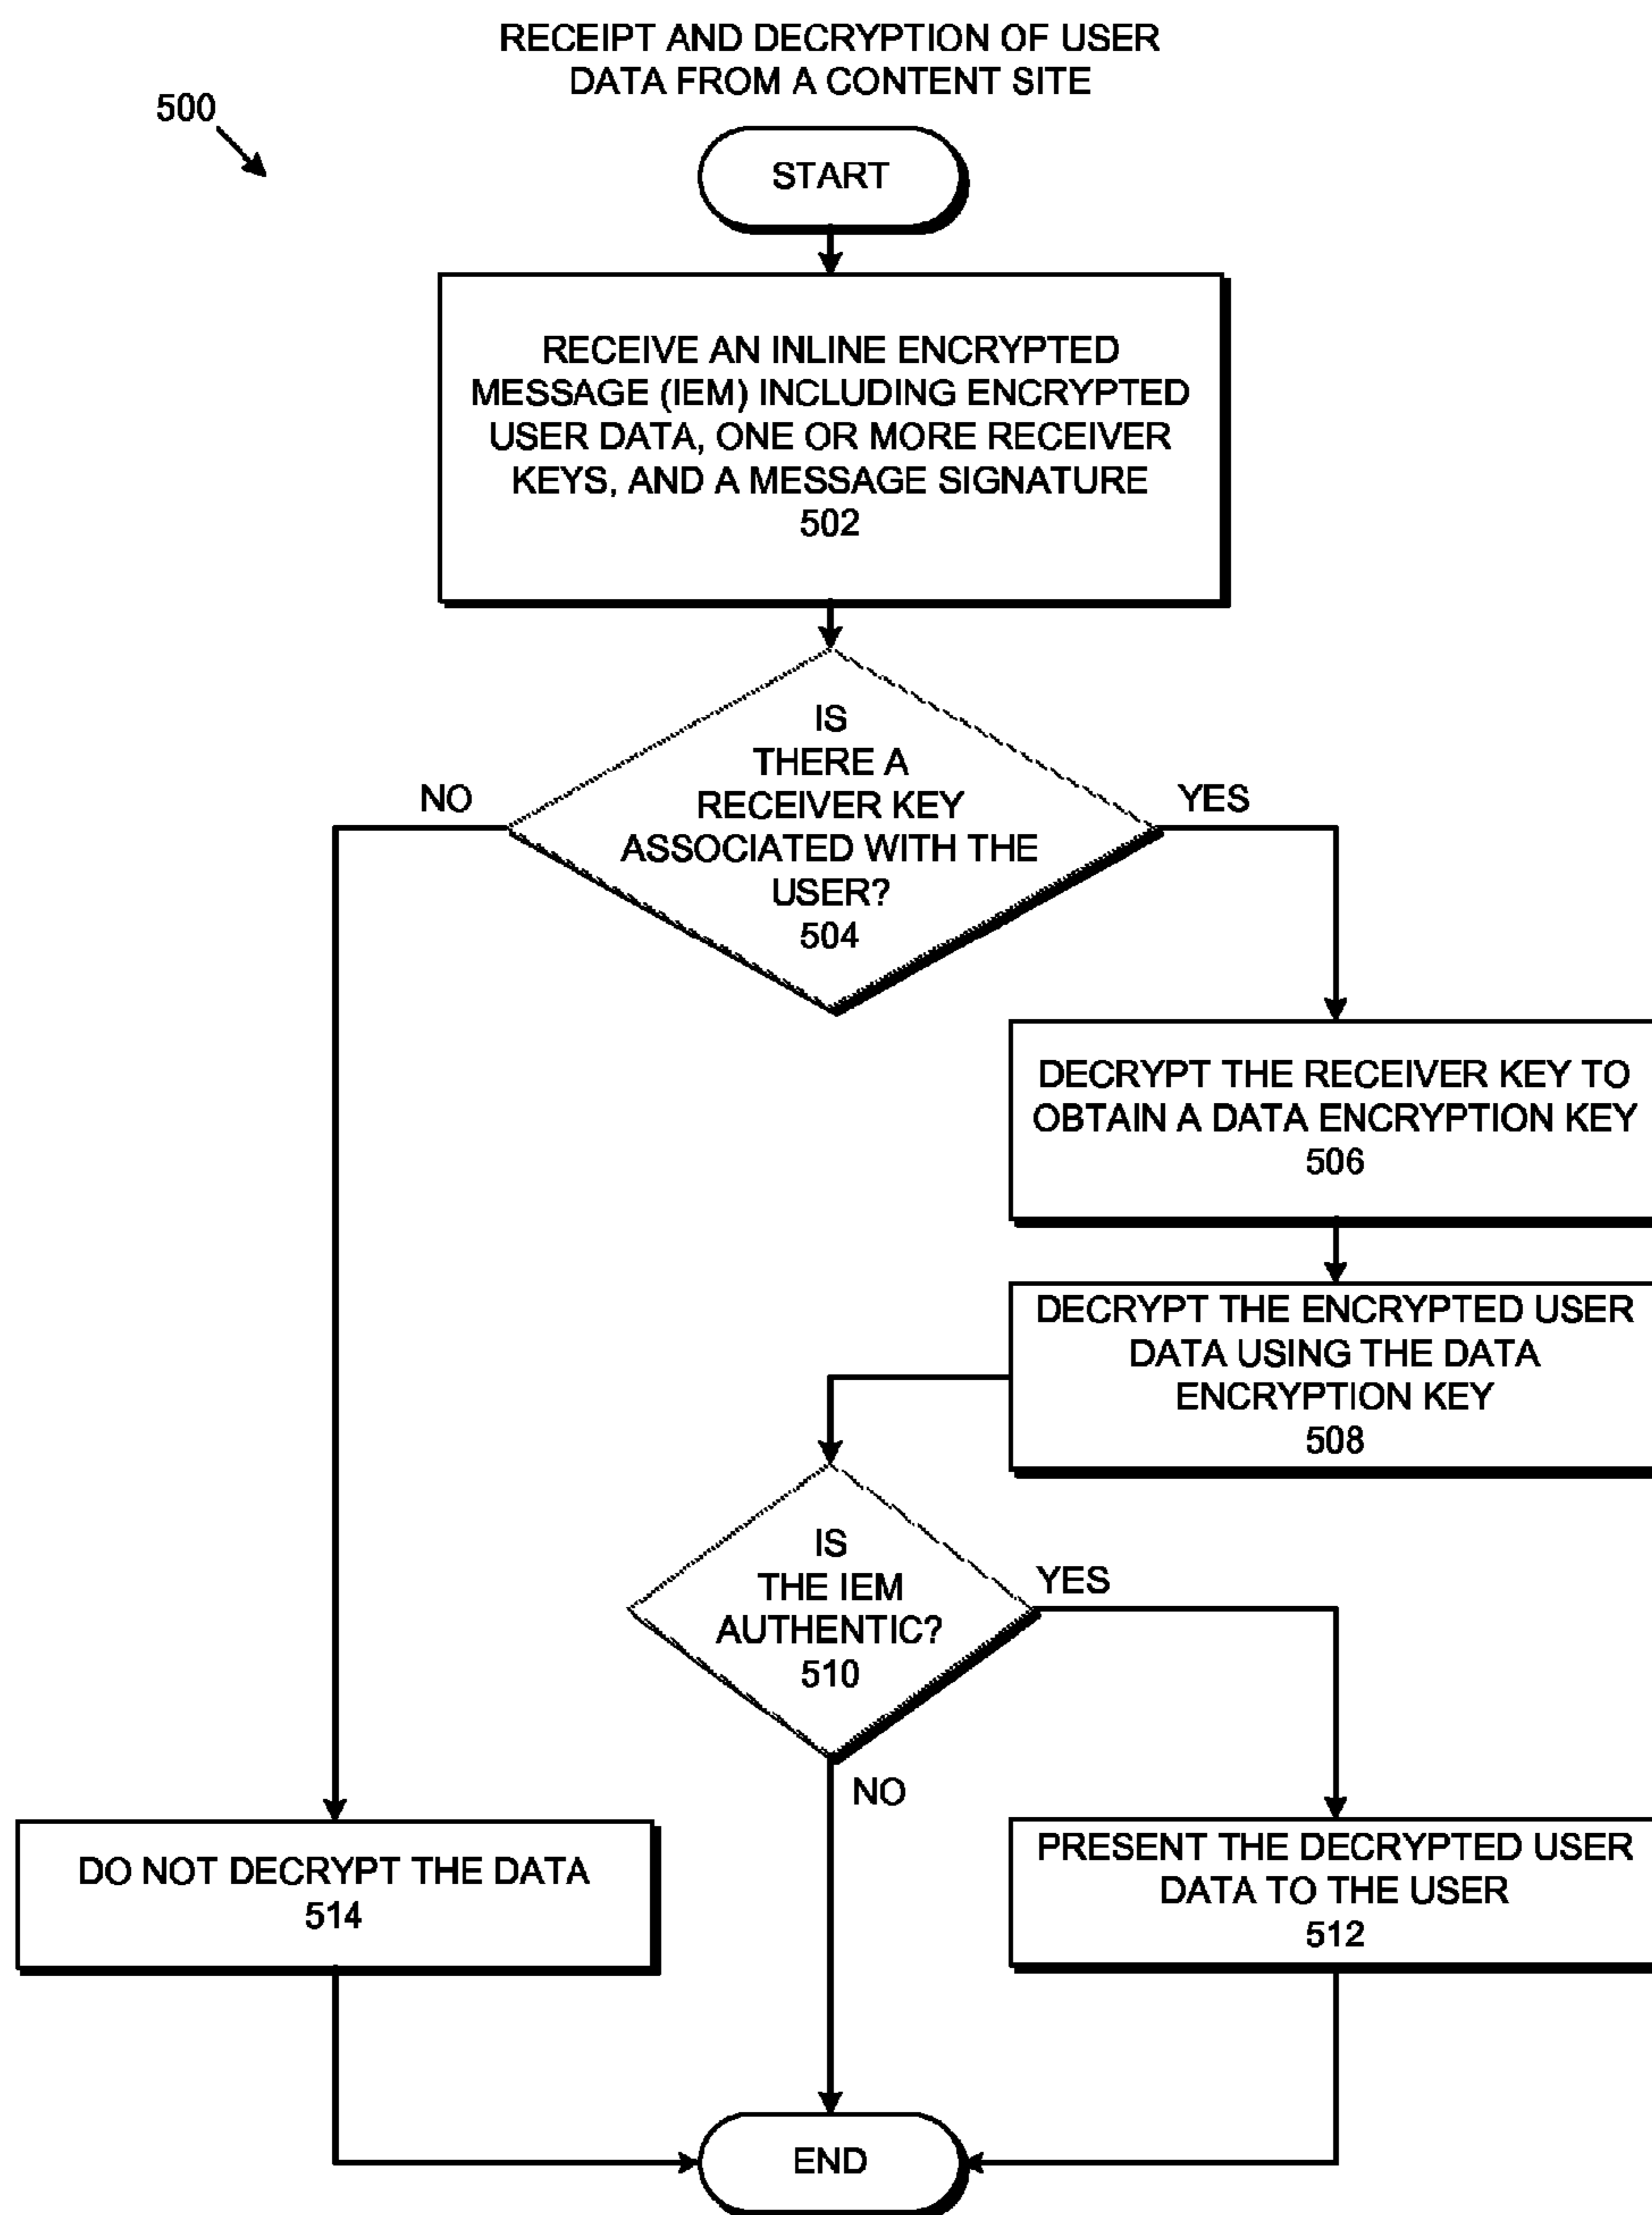 RECEIPT AND DECRYPTION OF USER
DATA FROM A CONTENT SITE
500
START
RECEIVE AN INLINE ENCRYPTED
MESSAGE (IEM) INCLUDING ENCRYPTED
USER DATA, ONE OR MORE RECEIVER
KEYS, AND A MESSAGE SIGNATURE
502
IS
THERE A
RECEIVER KEY
ASSOCIATED WITH THE
USER?
504
NO
YES
DECRYPT THE RECEIVER KEY TO
OBTAIN A DATA ENCRYPTION KEY
506
DECRYPT THE ENCRYPTED USER
DATA USING THE DATA
ENCRYPTION KEY
508
IS
THE IEM
AUTHENTIC?
510
YES
NO
DO NOT DECRYPT THE DATA
514
PRESENT THE DECRYPTED USER
DATA TO THE USER
512
END